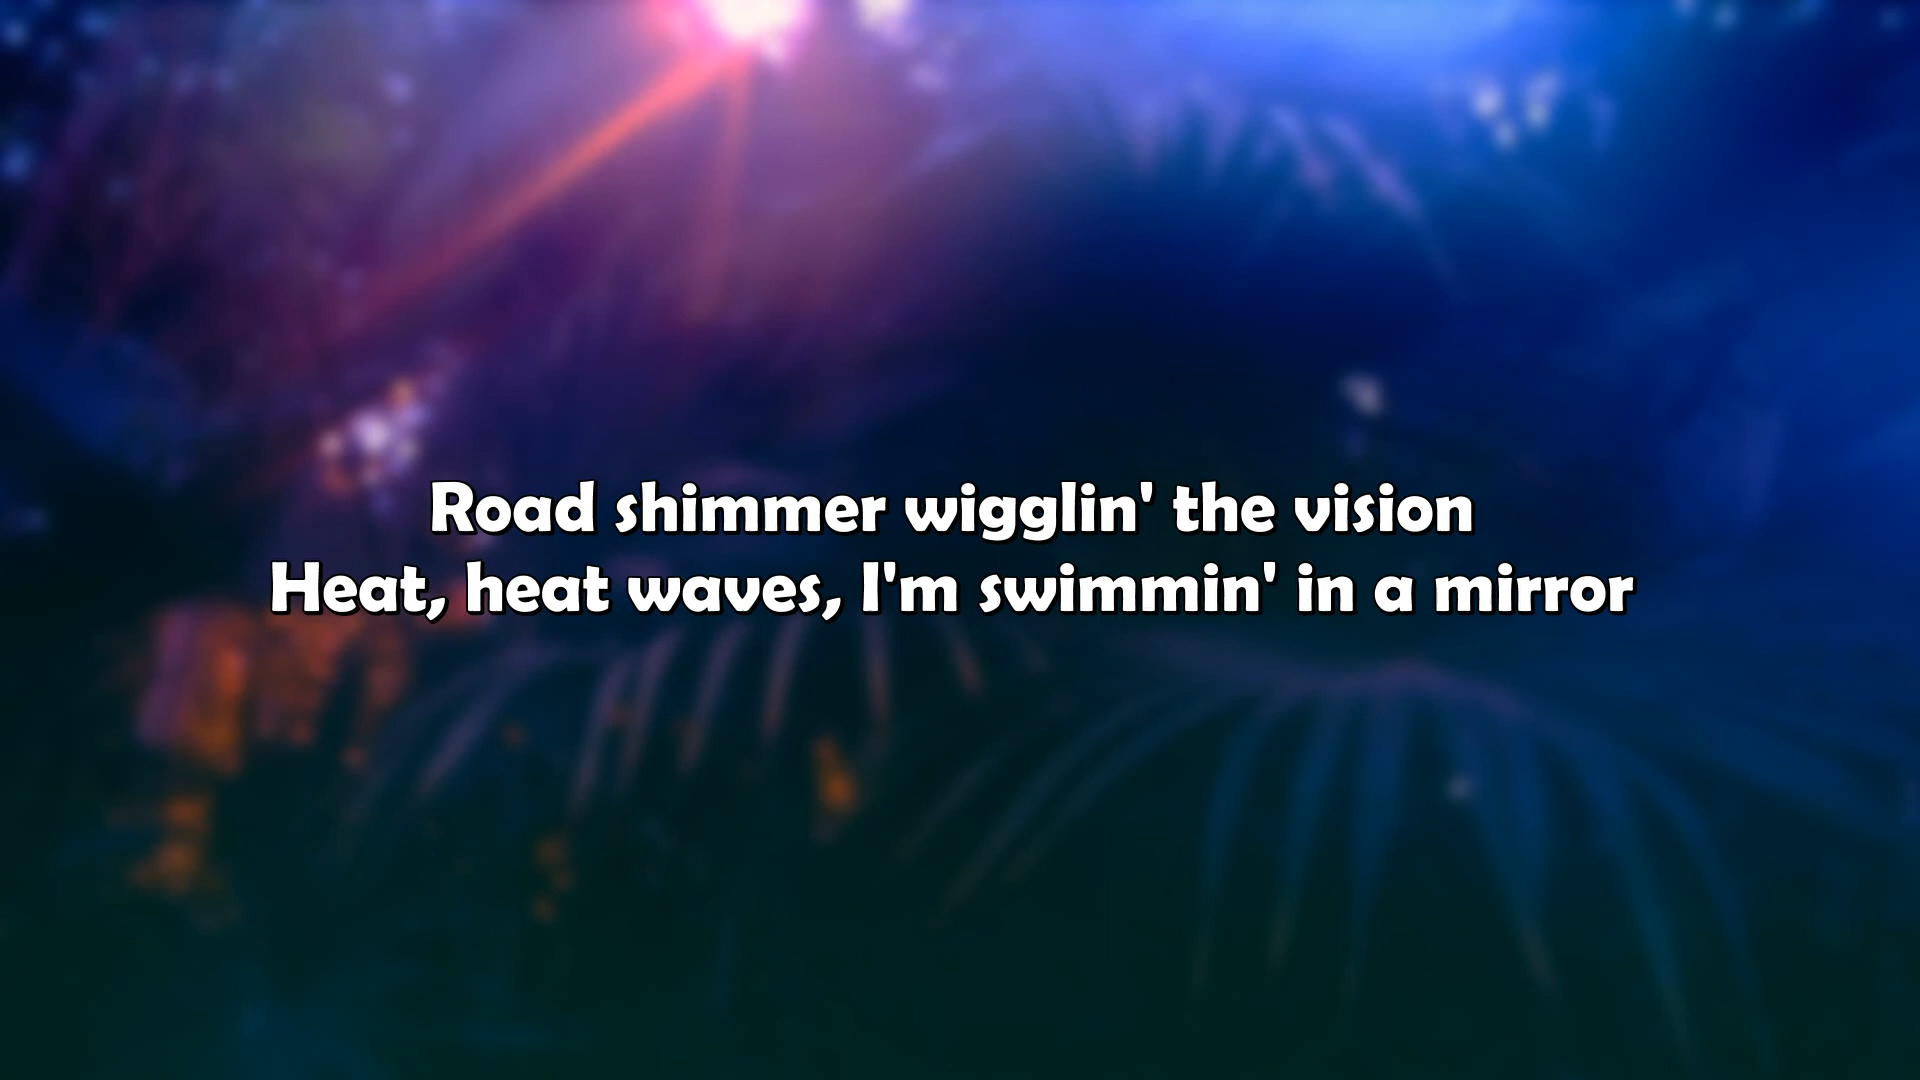 Road shimmer wigglin' the vision
Heat, heat waves, I'm swimmin' in a mirror